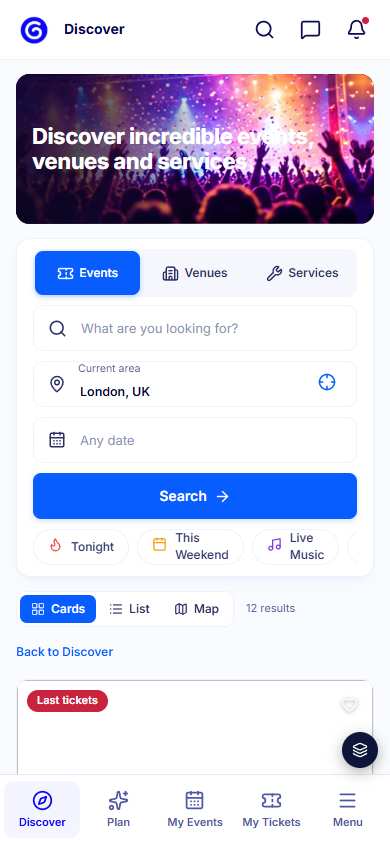 Discover
Discover incredible events
venues and services
Events
Venues
Services
What are you looking for?
Current area
London, UK
Any date
Search
Tonight
This
Weekend
Live
Music
Cards
List
Map
12 results
Back to Discover
Last tickets
Discover
Plan
My Events
My Tickets
Menu